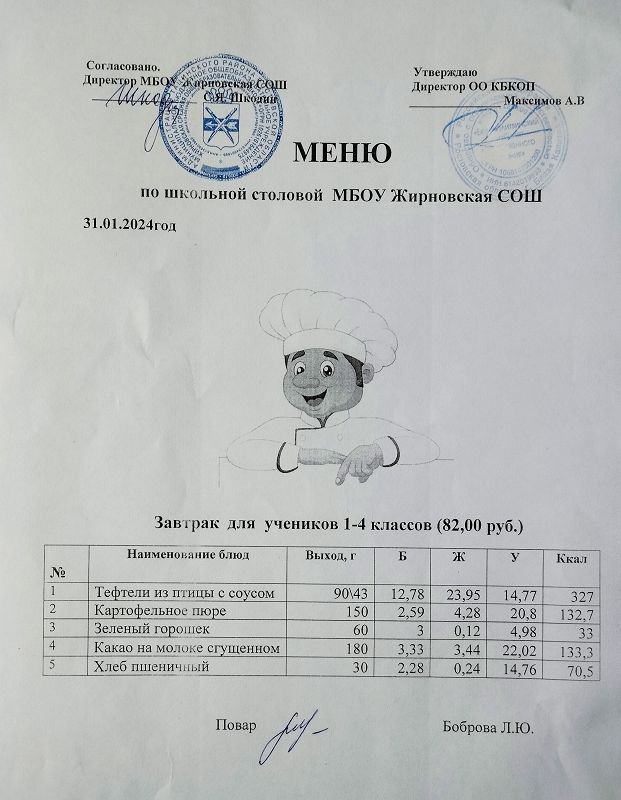 Согласовано.
Утверждаю
Директор МБОУ Жирновская СОШ
Директор ОО КБКОП
С.Я. Шкодин
Максимов А.В
МЕНЮ
по школьной столовой МБОУ Жирновская СОШ
31.01.2024год
Завтрак для учеников 1-4 классов (82,00 руб.)
№ Наименование блюд Выход, г Б Ж У Ккал
1 Тефтели из птицы с соусом 90\43 12,78 23,95 14,77 327
2 Картофельное пюре 150 2,59 4,28 20,8 132,7
3 Зеленый горошек 60 3 0,12 4,98 33
4 Какао на молоке сгущенном 180 3,33 3,44 22,02 133,3
5 Хлеб пшеничный 30 2,28 0,24 14,76 70,5
Повар Боброва Л.Ю.